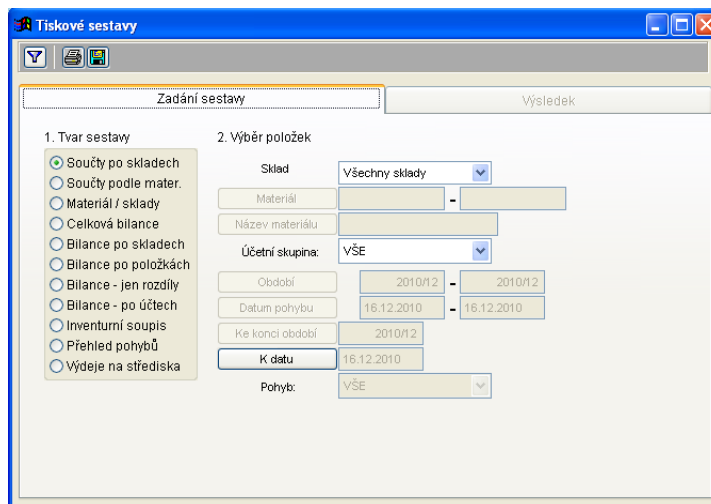 Tiskové sestavy
Zadání sestavy
Výsledek
1. Tvar sestavy
Součty po skladech
Součty podle mater.
Materiál / sklady
Celková bilance
Bilance po skladech
Bilance po položkách
Bilance - jen rozdíly
Bilance - po účtech
Inventurní soupis
Přehled pohybů
Výdeje na střediska
2. Výběr položek
Sklad Všechny sklady
Materiál -
Název materiálu
Účetní skupina: VŠE
Období 2010/12 - 2010/12
Datum pohybu 16.12.2010 - 16.12.2010
Ke konci období 2010/12
K datu 16.12.2010
Pohyb: VŠE